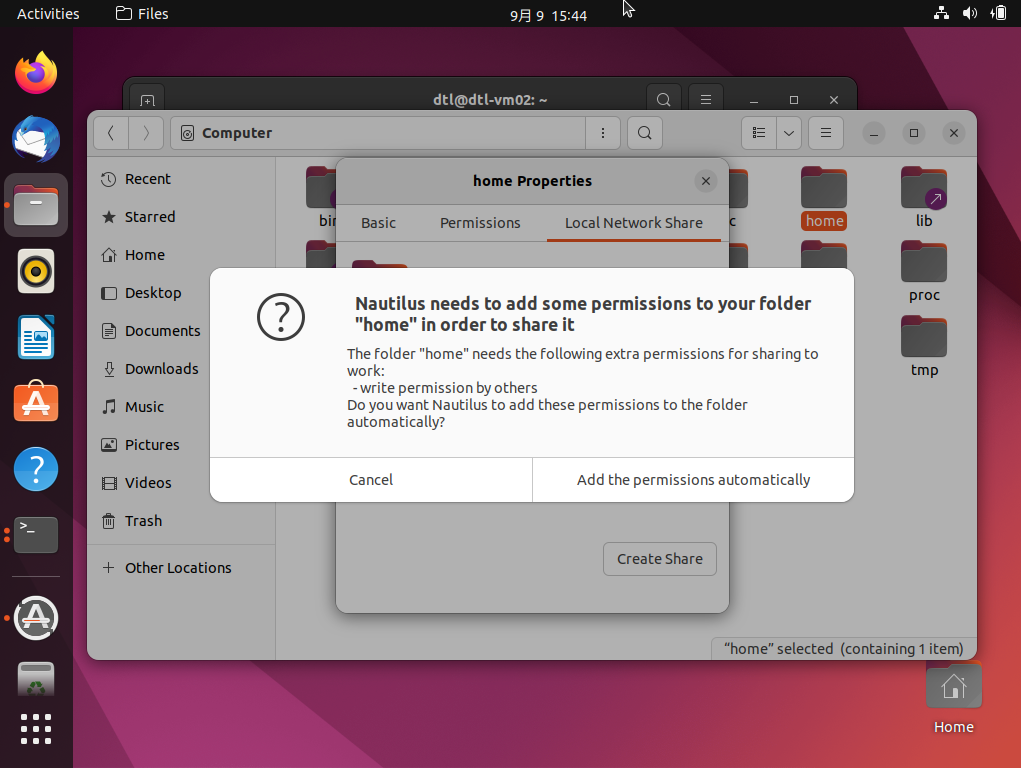 Activities
Files
9月 9 15:44
dtl@dtl-vm02: ~
Computer
Recent
Starred
Home
Desktop
Documents
Downloads
Music
Pictures
Videos
Trash
Other Locations
home
lib
proc
tmp
home Properties
Basic
Permissions
Local Network Share
Nautilus needs to add some permissions to your folder
"home" in order to share it
The folder "home" needs the following extra permissions for sharing to
work:
- write permission by others
Do you want Nautilus to add these permissions to the folder
automatically?
Cancel
Add the permissions automatically
Create Share
“home” selected (containing 1 item)
Home